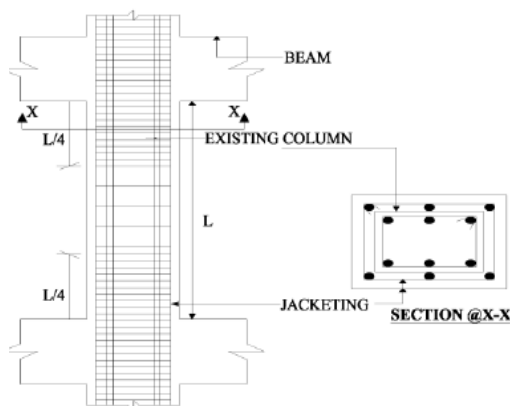 BEAM
X
X
L/4
EXISTING COLUMN
L
L/4
JACKETING
SECTION @X-X